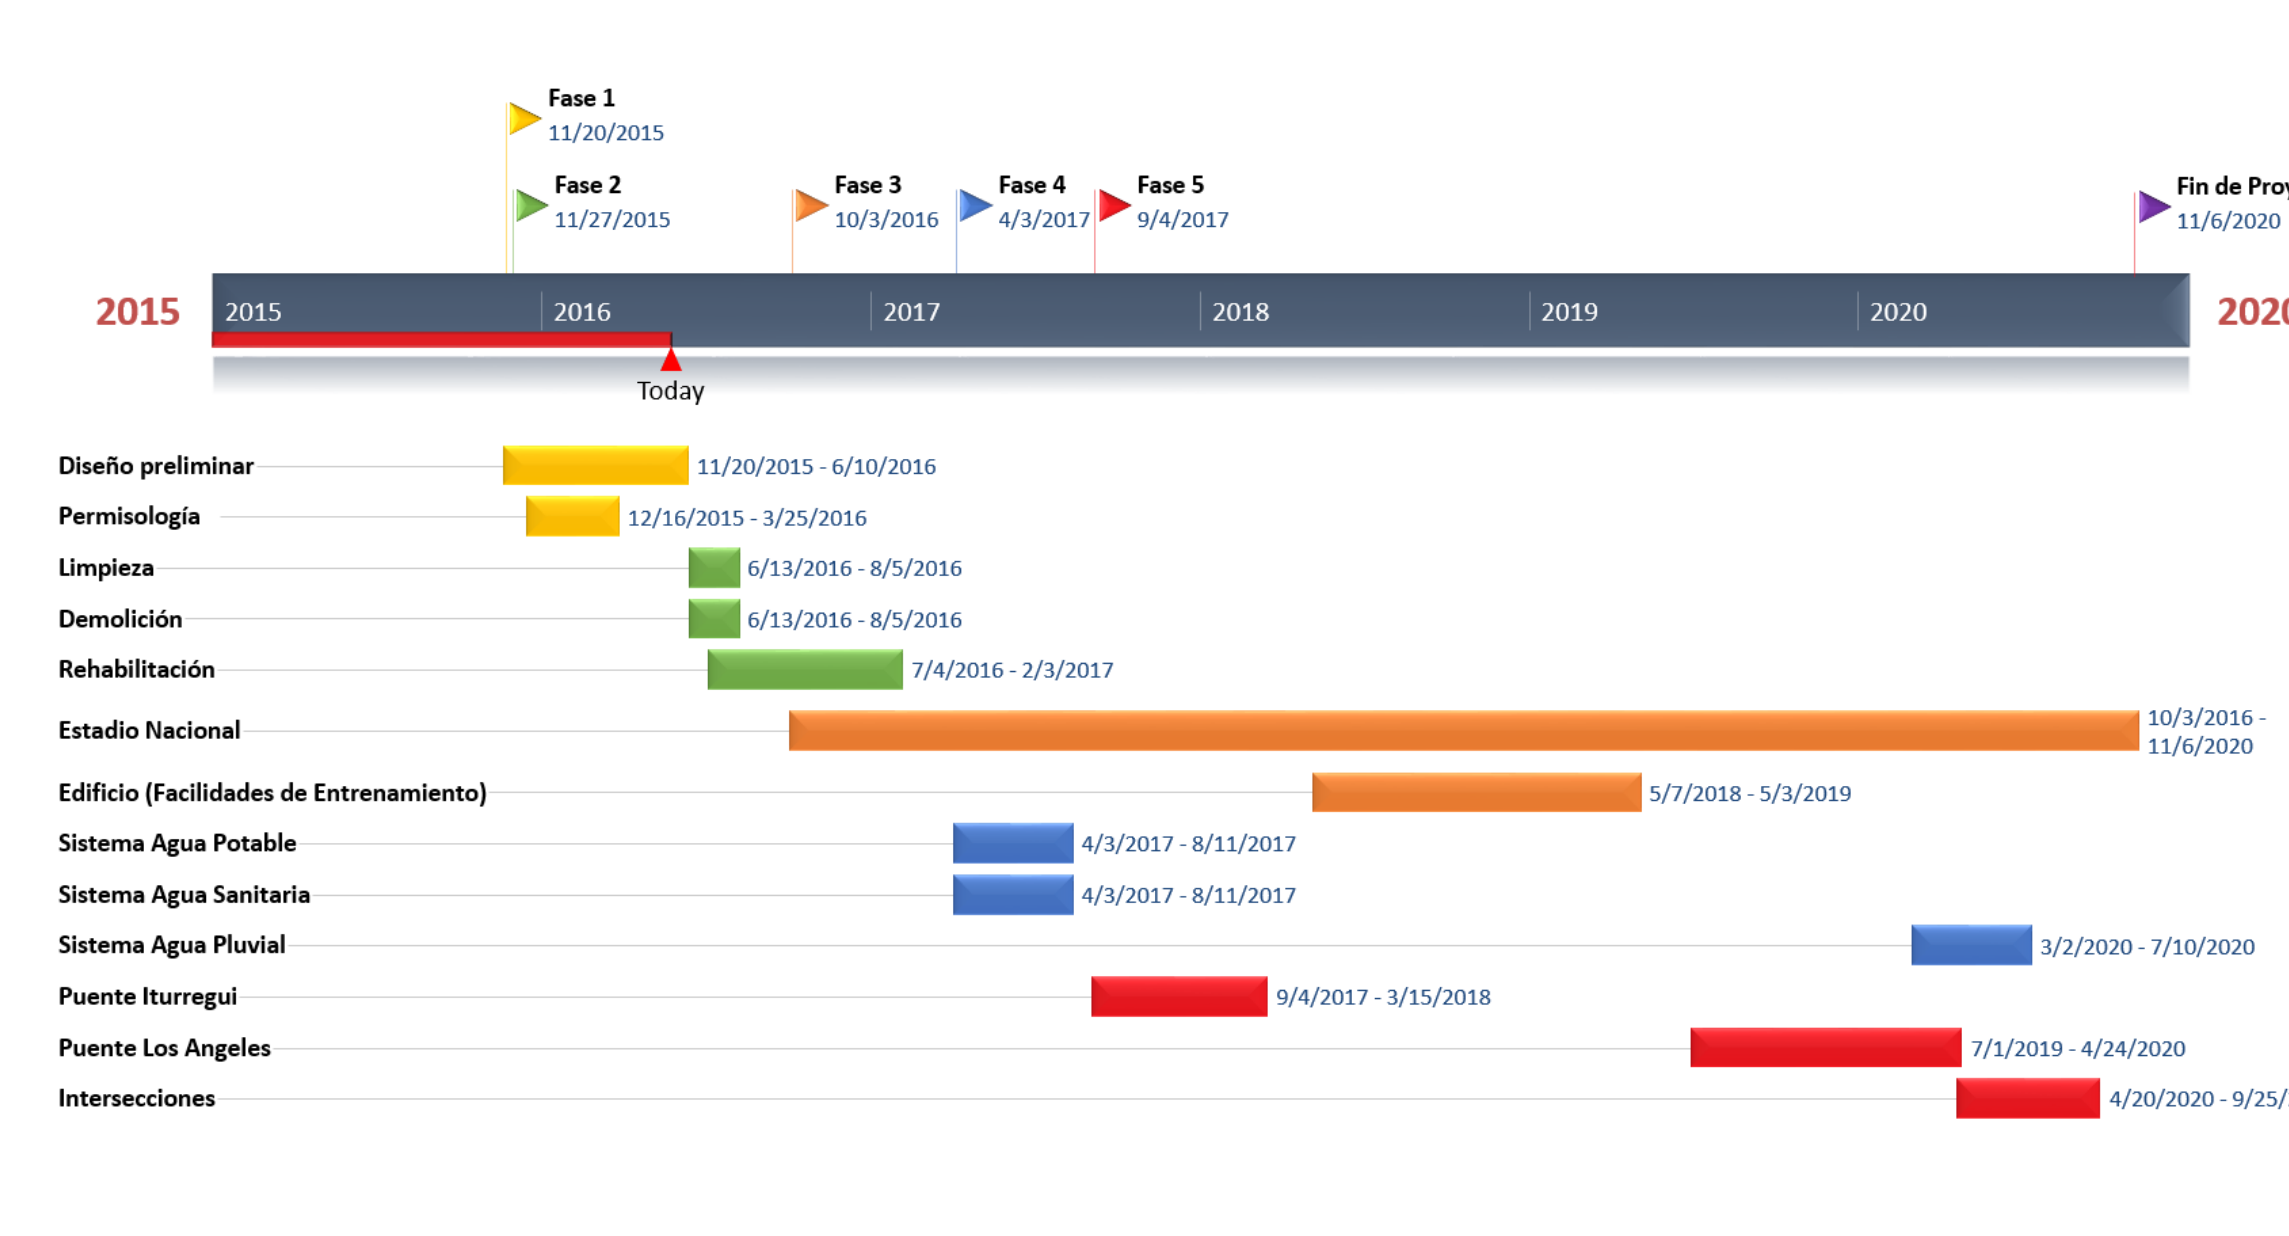 Fase 1
11/20/2015
Fase 2
11/27/2015
Fase 3
10/3/2016
Fase 4
4/3/2017
Fase 5
9/4/2017
Fin de
11/6/2020
2015
2015
2016
2017
2018
2019
2020
Today
Diseño preliminar
11/20/2015 - 6/10/2016
Permisología
12/16/2015 - 3/25/2016
Limpieza
6/13/2016 - 8/5/2016
Demolición
6/13/2016 - 8/5/2016
Rehabilitación
7/4/2016 - 2/3/2017
Estadio Nacional
10/3/2016 -
11/6/2020
Edificio (Facilidades de Entrenamiento)
5/7/2018 - 5/3/2019
Sistema Agua Potable
4/3/2017 - 8/11/2017
Sistema Agua Sanitaria
4/3/2017 - 8/11/2017
Sistema Agua Pluvial
3/2/2020 - 7/10/2020
Puente Iturregui
9/4/2017 - 3/15/2018
Puente Los Angeles
7/1/2019 - 4/24/2020
Intersecciones
4/20/2020 - 9/25/